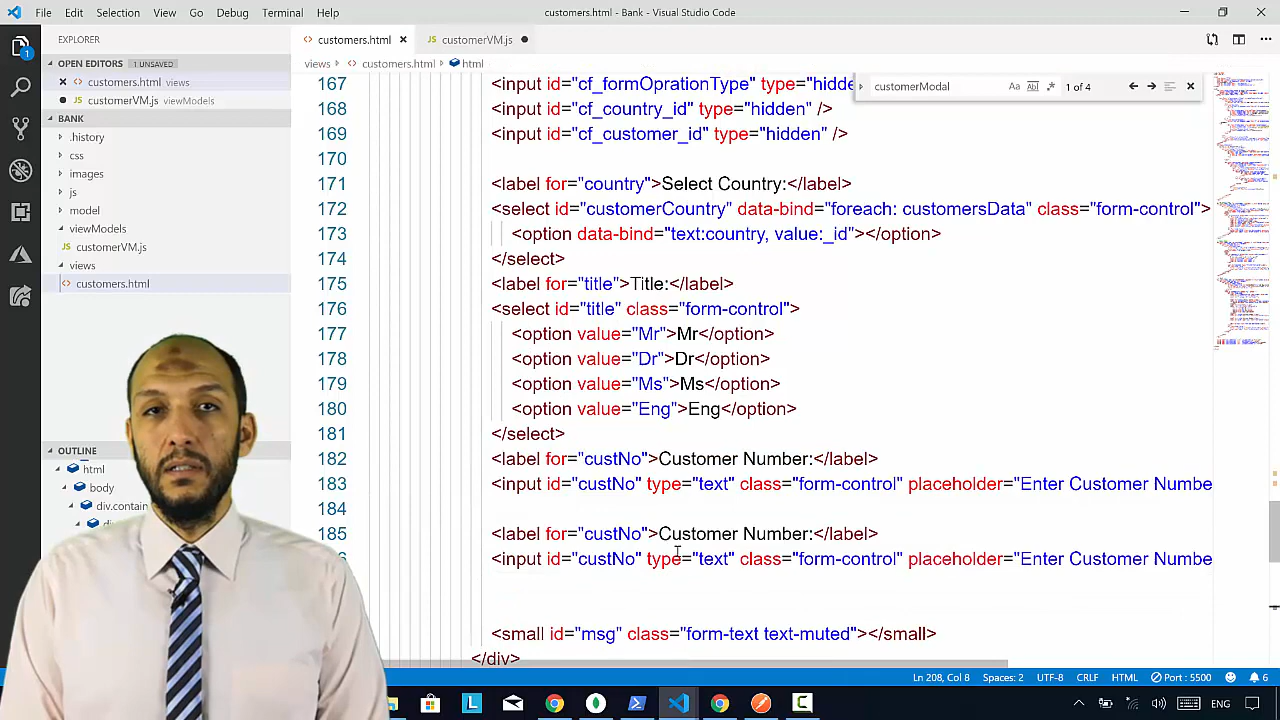 File Edit Selection View Go Debug Terminal Help customers.html - Bank - Visual Studio Code
EXPLORER customers.html customerVM.js
OPEN EDITORS 1 UNSAVED views customers.html html
customers.html views
customerVM.js viewModels
BANK
.history
css
images
js
model
viewModels
customerVM.js
views
customers.html
OUTLINE
html
body
div.contain
di
customerModal Aa Abl .* 1 of 4
167 <input id="cf_formOprationType" type="hidde
168 <input id="cf_country_id" type="hidden" />
169 <input id="cf_customer_id" type="hidden" />
170
171 <label for="country">Select Country:</label>
172 <select id="customerCountry" data-bind="foreach: customersData" class="form-control">
173 <option data-bind="text:country, value:_id"></option>
174 </select>
175 <label for="title">Title:</label>
176 <select id="title" class="form-control">
177 <option value="Mr">Mr</option>
178 <option value="Dr">Dr</option>
179 <option value="Ms">Ms</option>
180 <option value="Eng">Eng</option>
181 </select>
182 <label for="custNo">Customer Number:</label>
183 <input id="custNo" type="text" class="form-control" placeholder="Enter Customer Numbe
184
185 <label for="custNo">Customer Number:</label>
<input id="custNo" type="text" class="form-control" placeholder="Enter Customer Numbe
<small id="msg" class="form-text text-muted"></small>
</div>
Ln 208, Col 8 Spaces: 2 UTF-8 CRLF HTML Port : 5500 6
ENG